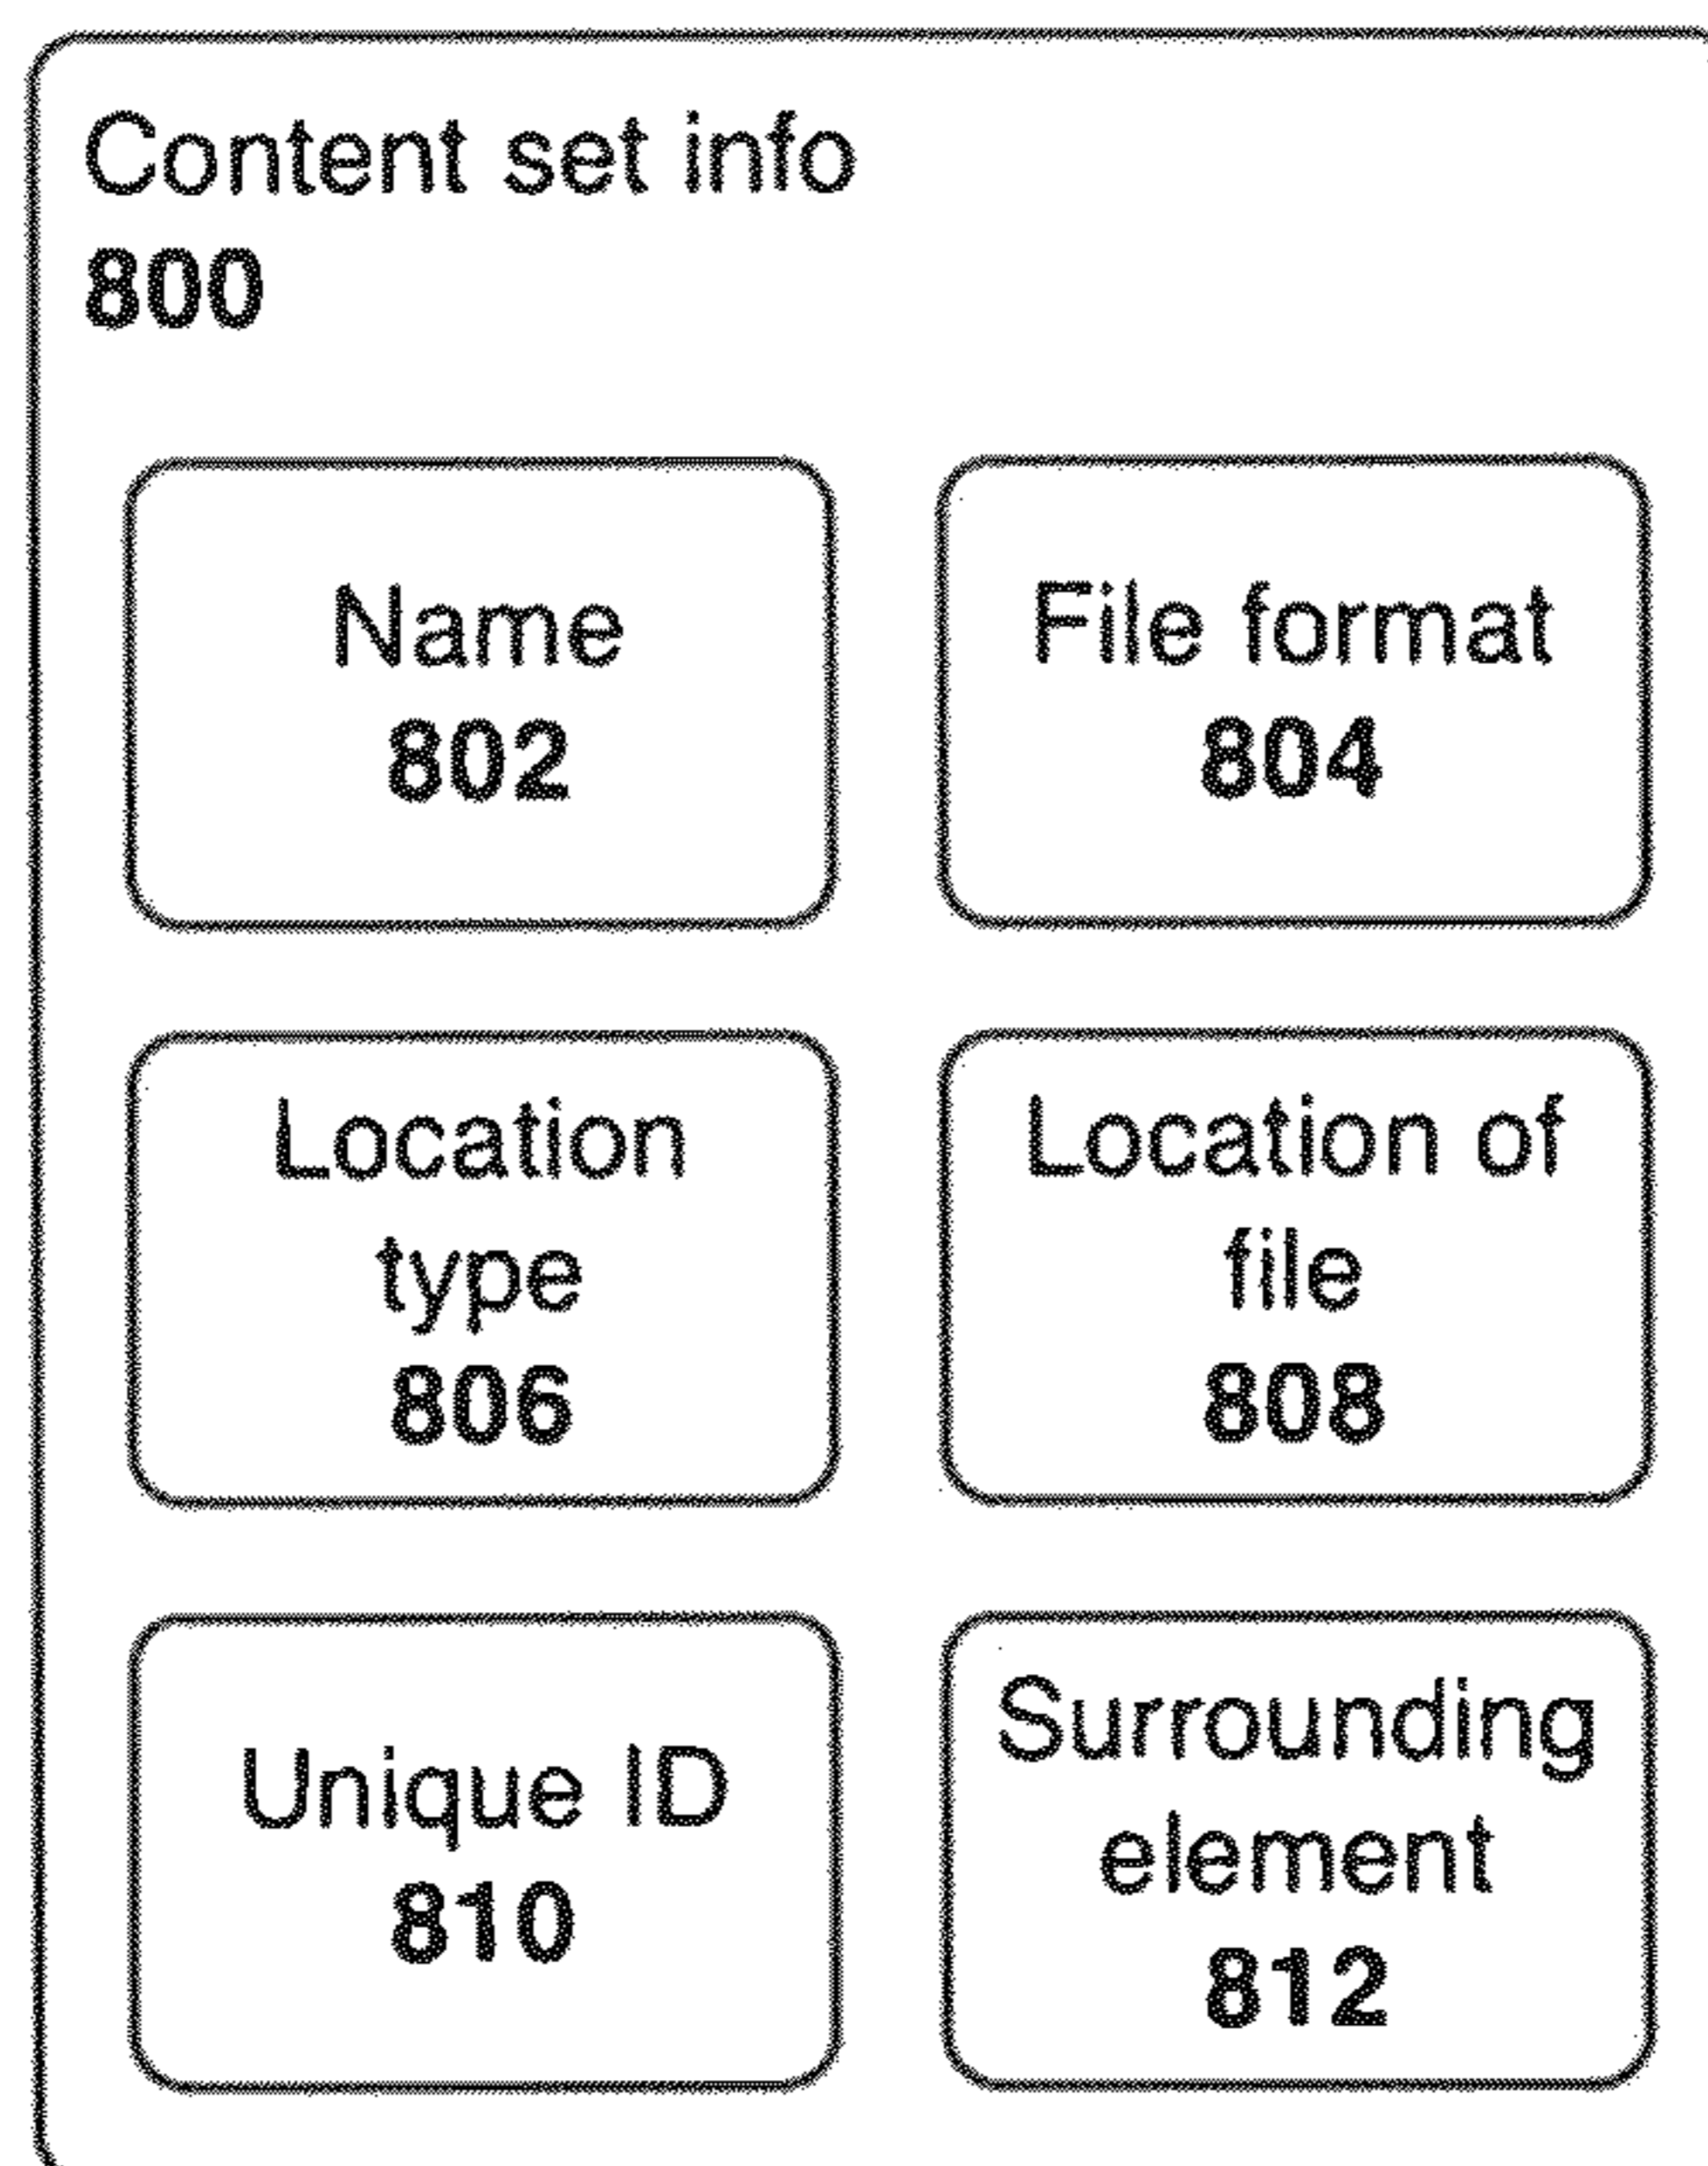 Content set info
800
Name
802
File format
804
Location
type
806
Location of
file
808
Unique ID
810
Surrounding
element
812